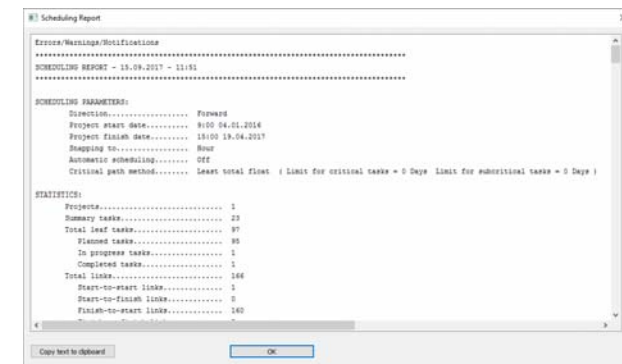 Scheduling Report
Errors/Warnings/Notifications
****************************************************************************************
SCHEDULING REPORT - 15.09.2017 - 11:51
****************************************************************************************
SCHEDULING PARAMETERS:
Direction................... Forward
Project start date.......... 9:00 04.01.2016
Project finish date......... 15:00 19.04.2017
Snapping to................. Hour
Automatic scheduling........ Off
Critical path method........ Least total float ( Limit for critical tasks = 0 Days Limit for subcritical tasks = 0 Days )
STATISTICS:
Projects............................. 1
Summary tasks........................ 23
Total leaf tasks..................... 97
Planned tasks...................... 95
In progress tasks.................. 1
Completed tasks.................... 1
Total links.......................... 166
Start-to-start links............... 1
Start-to-finish links.............. 0
Finish-to-start links.............. 160
Copy text to clipboard
OK